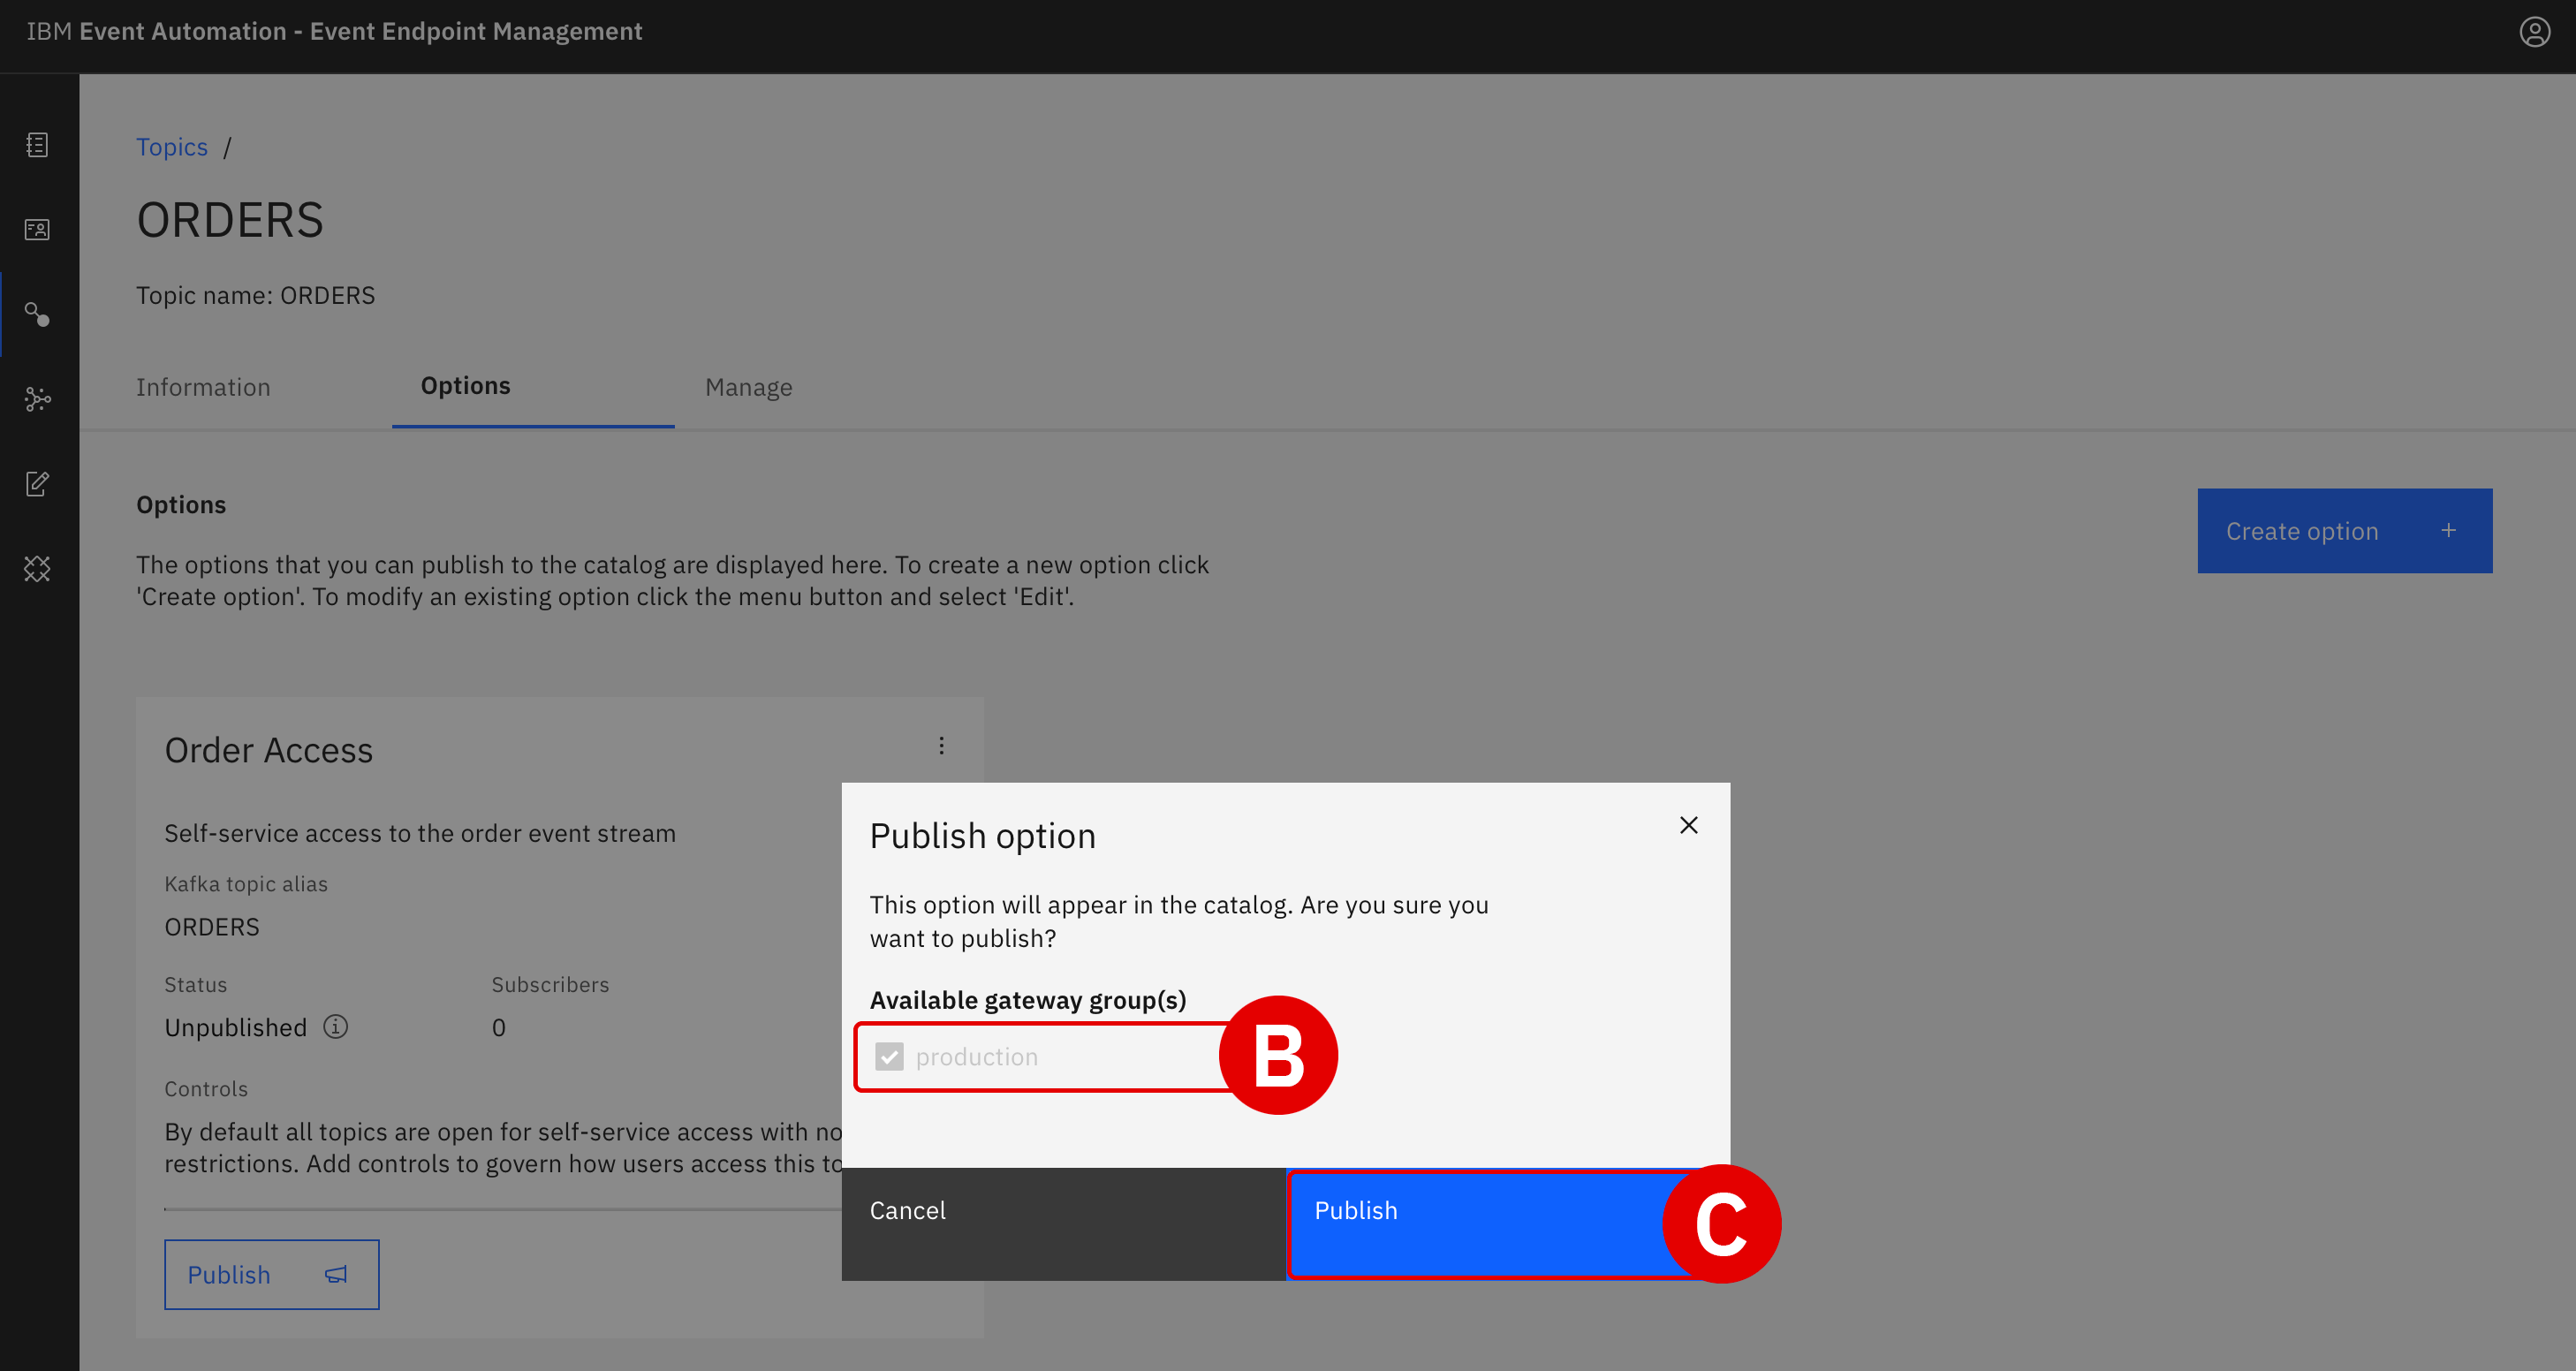 IBM Event Automation - Event Endpoint Management
Topics /
ORDERS
Topic name: ORDERS
Information
Options
Manage
Options
Create option +
The options that you can publish to the catalog are displayed here. To create a new option click
'Create option'. To modify an existing option click the menu button and select 'Edit'.
Order Access
Self-service access to the order event stream
Kafka topic alias
ORDERS
Status
Subscribers
Unpublished
0
Controls
By default all topics are open for self-service access with no
restrictions. Add controls to govern how users access this to
Publish
Publish option
This option will appear in the catalog. Are you sure you
want to publish?
Available gateway group(s)
production
B
Cancel
Publish
C